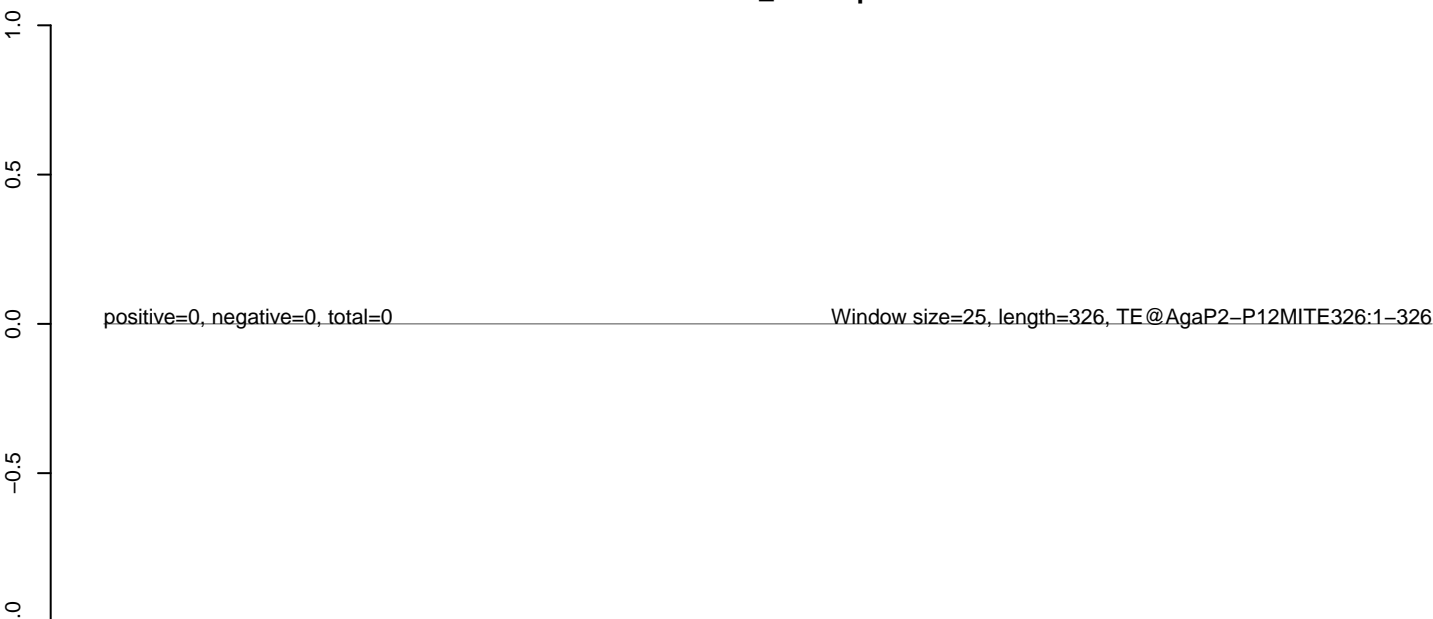 1.0
0.5
0.0
positive=0, negative=0, total=0
Window size=25, length=326, TE@AgaP2−P12MITE326:1−326
−0.5